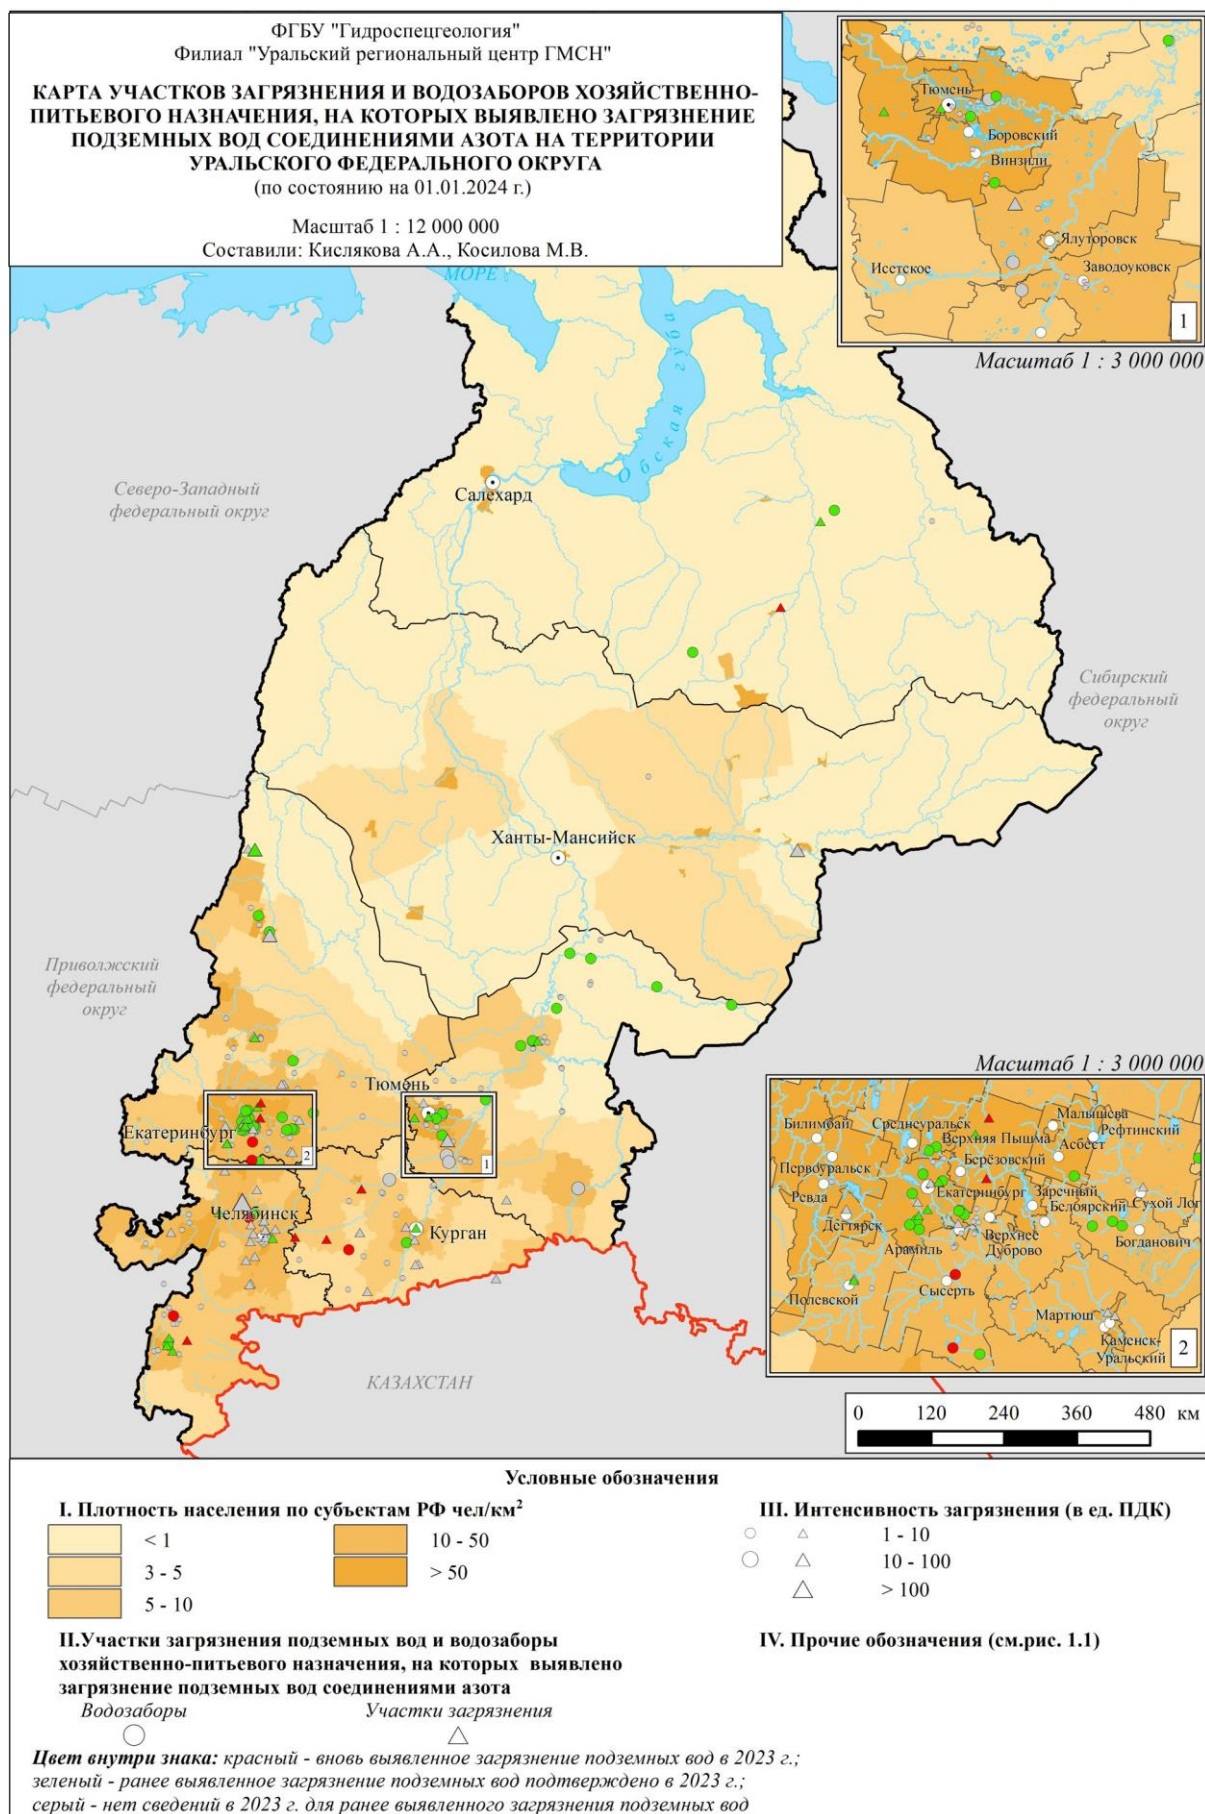 ФГБУ "Гидроспецгеология"
Филиал "Уральский региональный центр ГМСН"
КАРТА УЧАСТКОВ ЗАГРЯЗНЕНИЯ И ВОДОЗАБОРОВ ХОЗЯЙСТВЕННО-
ПИТЬЕВОГО НАЗНАЧЕНИЯ, НА КОТОРЫХ ВЫЯВЛЕНО ЗАГРЯЗНЕНИЕ
ПОДЗЕМНЫХ ВОД СОЕДИНЕНИЯМИ АЗОТА НА ТЕРРИТОРИИ
УРАЛЬСКОГО ФЕДЕРАЛЬНОГО ОКРУГА
(по состоянию на 01.01.2024 г.)
Масштаб 1 : 12 000 000
Составили: Кислякова А.А., Косилова М.В.
Тюмень
Боровский
Винзили
Ялуторовск
Исетское
Заводоуковск
1
Масштаб 1 : 3 000 000
МОРЕ
Обская губа
Салехард
Северо-Западный
федеральный округ
Сибирский
федеральный
округ
Ханты-Мансийск
Приволжский
федеральный
округ
Тюмень
Екатеринбург
2
1
Челябинск
Курган
КАЗАХСТАН
Масштаб 1 : 3 000 000
Билимбай
Среднеуральск
Малышева
Рефтинский
Верхняя Пышма
Асбест
Первоуральск
Берёзовский
Ревда
Екатеринбург
Заречный
Белоярский
Сухой Лог
Дегтярск
Богданович
Арамиль
Верхнее
Дуброво
Полевской
Сысерть
Мартюш
Каменск-
Уральский
2
0 120 240 360 480 км
Условные обозначения
I. Плотность населения по субъектам РФ чел/км²
< 1
3 - 5
5 - 10
10 - 50
> 50
III. Интенсивность загрязнения (в ед. ПДК)
1 - 10
10 - 100
> 100
II.Участки загрязнения подземных вод и водозаборы
хозяйственно-питьевого назначения, на которых выявлено
загрязнение подземных вод соединениями азота
Водозаборы Участки загрязнения
IV. Прочие обозначения (см.рис. 1.1)
Цвет внутри знака: красный - вновь выявленное загрязнение подземных вод в 2023 г.;
зеленый - ранее выявленное загрязнение подземных вод подтверждено в 2023 г.;
серый - нет сведений в 2023 г. для ранее выявленного загрязнения подземных вод